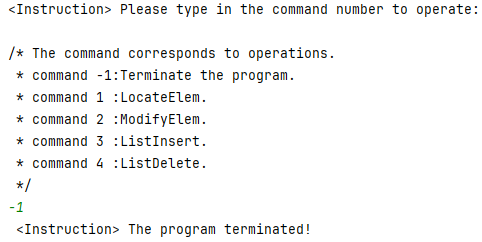 <Instruction> Please type in the command number to operate:
/* The command corresponds to operations.
* command -1:Terminate the program.
* command 1 :LocateElem.
* command 2 :ModifyElem.
* command 3 :ListInsert.
* command 4 :ListDelete.
*/
-1
<Instruction> The program terminated!